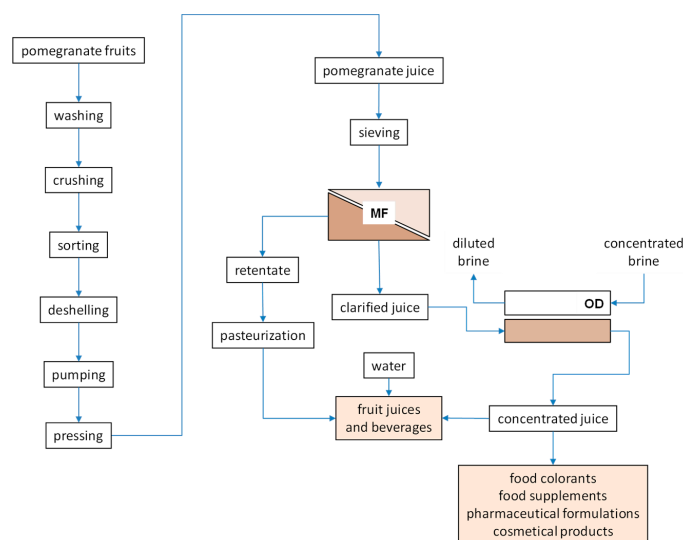 pomegranate fruits
washing
crushing
sorting
deshelling
pumping
pressing
pomegranate juice
sieving
MF
retentate
pasteurization
clarified juice
diluted
brine
concentrated
brine
OD
water
fruit juices
and beverages
concentrated juice
food colorants
food supplements
pharmaceutical formulations
cosmetical products